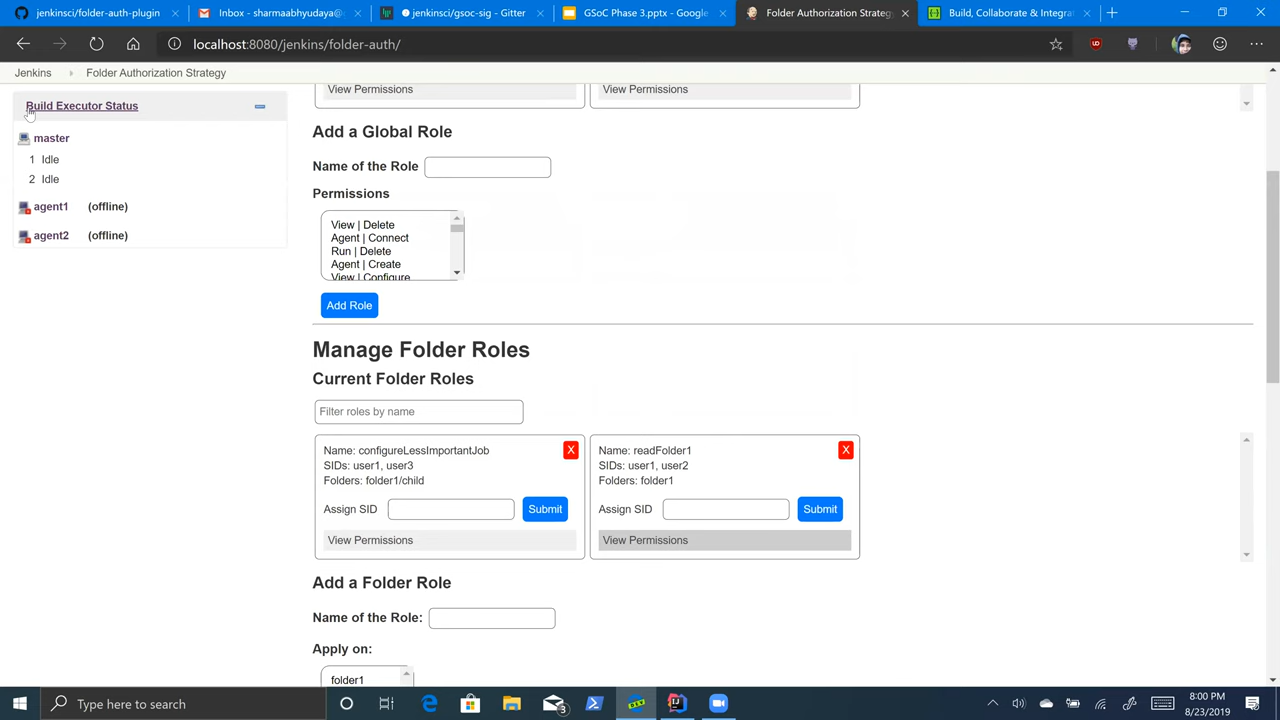 jenkinsci/folder-auth-plugin
Inbox - sharmaabhyudaya@g
jenkinsci/gsoc-sig - Gitter
GSoC Phase 3.pptx - Google
Folder Authorization Strategy
Build, Collaborate & Integrat
localhost:8080/jenkins/folder-auth/
Jenkins
Folder Authorization Strategy
Build Executor Status
master
1 Idle
2 Idle
agent1 (offline)
agent2 (offline)
View Permissions
View Permissions
Add a Global Role
Name of the Role
Permissions
View | Delete
Agent | Connect
Run | Delete
Agent | Create
View | Configure
Add Role
Manage Folder Roles
Current Folder Roles
Filter roles by name
Name: configureLessImportantJob
X
SIDs: user1, user3
Folders: folder1/child
Assign SID
Submit
View Permissions
Name: readFolder1
X
SIDs: user1, user2
Folders: folder1
Assign SID
Submit
View Permissions
Add a Folder Role
Name of the Role:
Apply on:
folder1
Type here to search
3
8:00 PM
8/23/2019